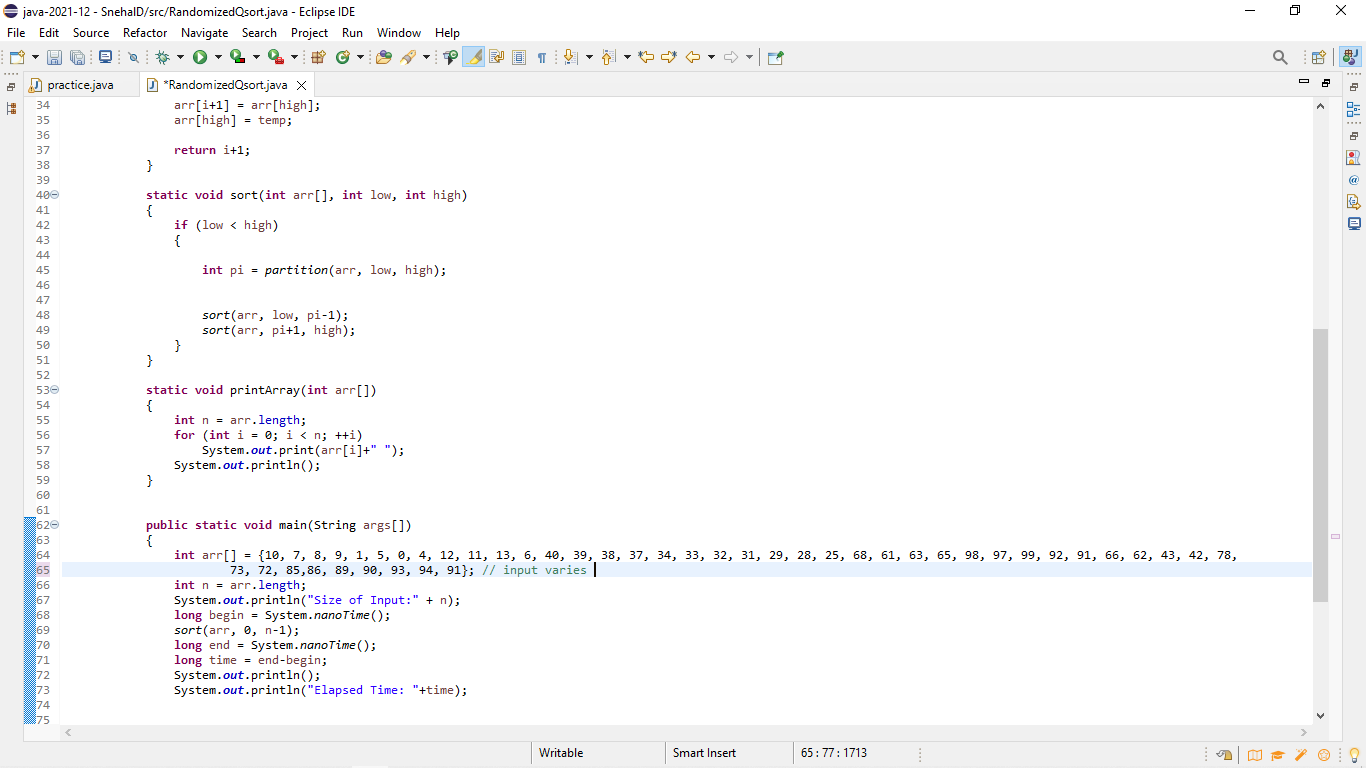 java-2021-12 - SnehalD/src/RandomizedQsort.java - Eclipse IDE
File Edit Source Refactor Navigate Search Project Run Window Help
practice.java *RandomizedQsort.java
34 arr[i+1] = arr[high];
35 arr[high] = temp;
36
37 return i+1;
38 }
39
40 static void sort(int arr[], int low, int high)
41 {
42 if (low < high)
43 {
44
45 int pi = partition(arr, low, high);
46
47
48 sort(arr, low, pi-1);
49 sort(arr, pi+1, high);
50 }
51 }
52
53 static void printArray(int arr[])
54 {
55 int n = arr.length;
56 for (int i = 0; i < n; ++i)
57 System.out.print(arr[i]+" ");
58 System.out.println();
59 }
60
61
62 public static void main(String args[])
63 {
64 int arr[] = {10, 7, 8, 9, 1, 5, 0, 4, 12, 11, 13, 6, 40, 39, 38, 37, 34, 33, 32, 31, 29, 28, 25, 68, 61, 63, 65, 98, 97, 99, 92, 91, 66, 62, 43, 42, 78,
65 73, 72, 85,86, 89, 90, 93, 94, 91}; // input varies
66 int n = arr.length;
67 System.out.println("Size of Input:" + n);
68 long begin = System.nanoTime();
69 sort(arr, 0, n-1);
70 long end = System.nanoTime();
71 long time = end-begin;
72 System.out.println();
73 System.out.println("Elapsed Time: "+time);
74
75
Writable Smart Insert 65 : 77 : 1713